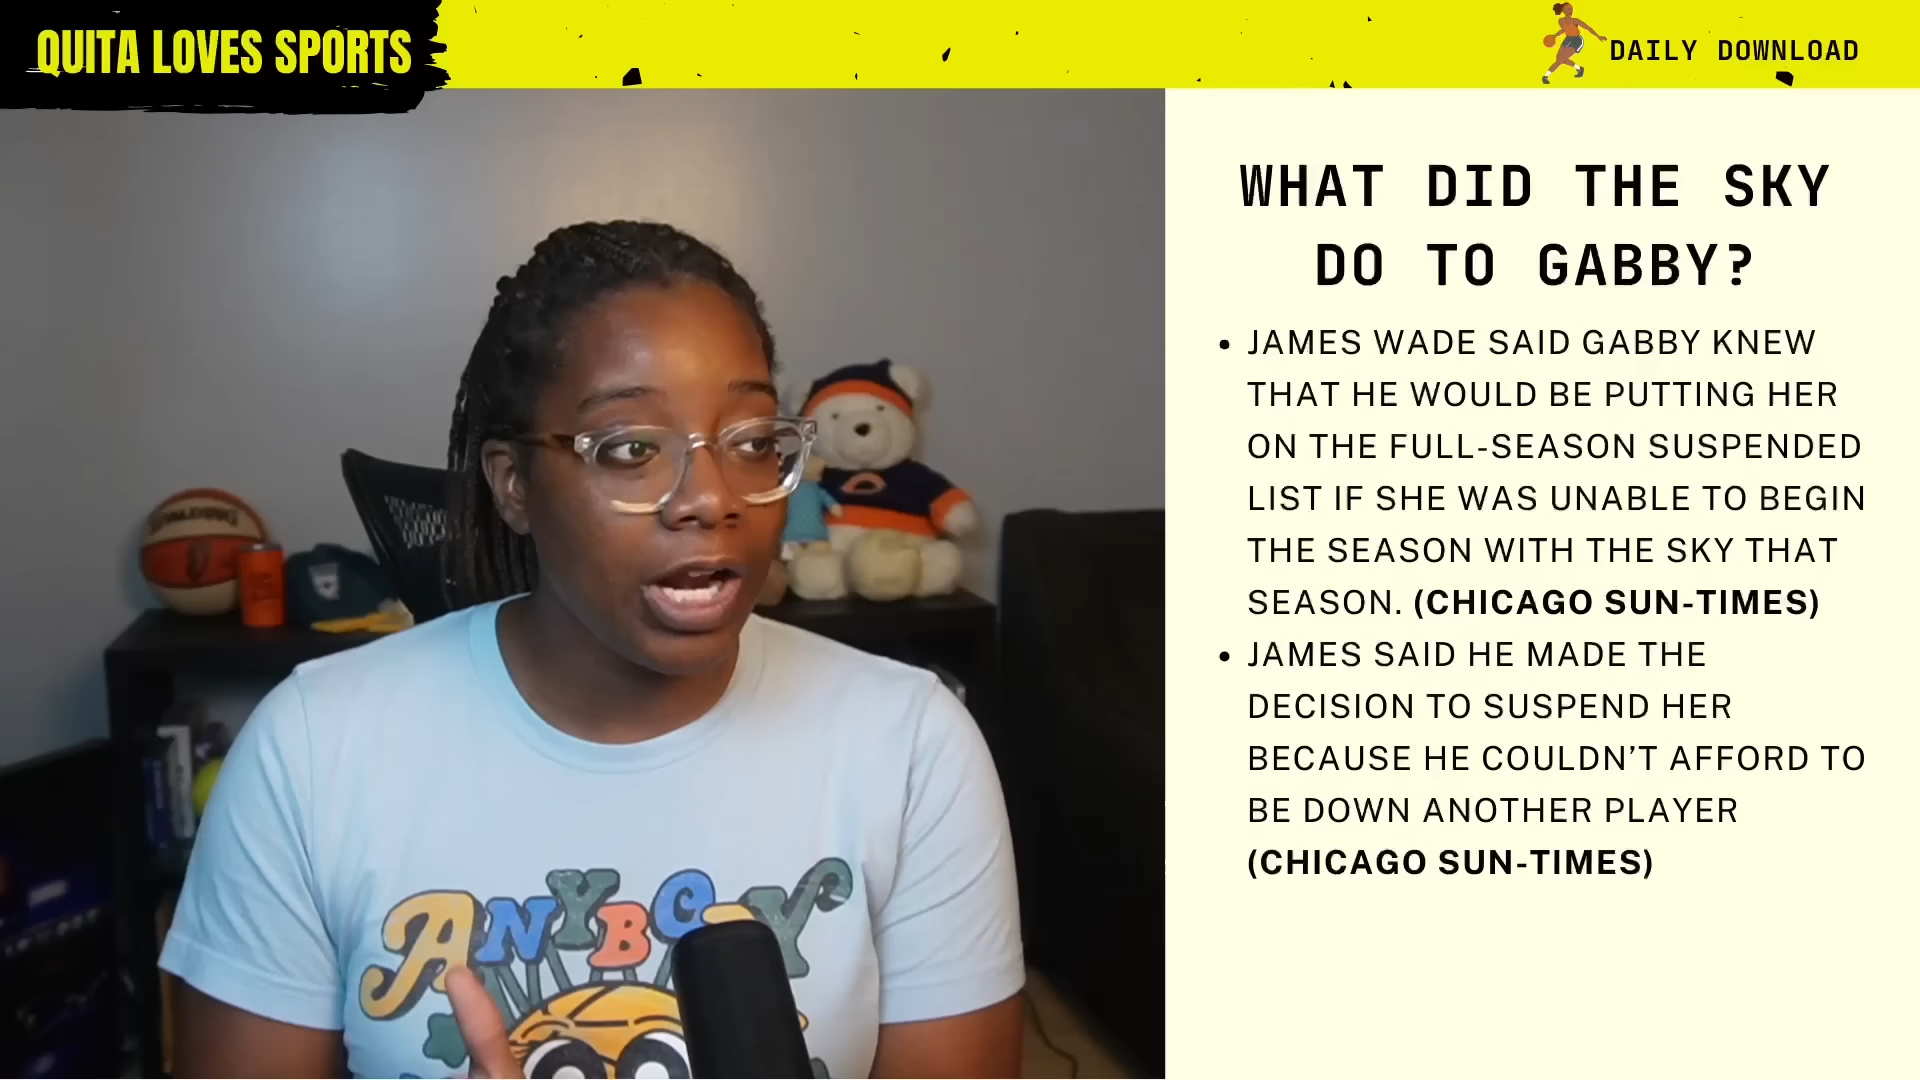 QUITA LOVES SPORTS
DAILY DOWNLOAD
WHAT DID THE SKY
DO TO GABBY?
• JAMES WADE SAID GABBY KNEW
THAT HE WOULD BE PUTTING HER
ON THE FULL-SEASON SUSPENDED
LIST IF SHE WAS UNABLE TO BEGIN
THE SEASON WITH THE SKY THAT
SEASON. (CHICAGO SUN-TIMES)
• JAMES SAID HE MADE THE
DECISION TO SUSPEND HER
BECAUSE HE COULDN’T AFFORD TO
BE DOWN ANOTHER PLAYER
(CHICAGO SUN-TIMES)
SPALDING
ANYBODY